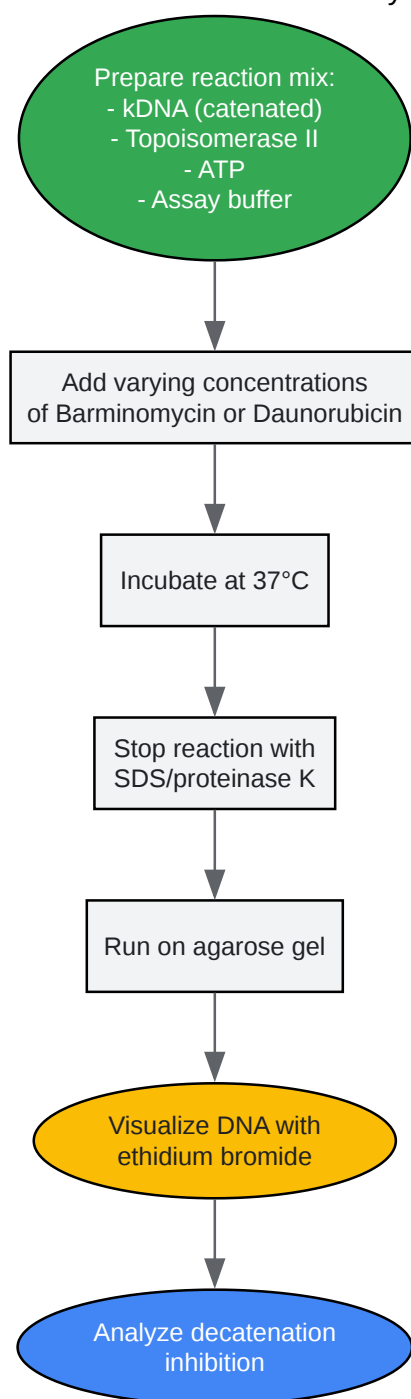 Prepare reaction mix:
- kDNA (catenated)
- Topoisomerase II
- ATP
- Assay buffer
Add varying concentrations
of Barminomycin or Daunorubicin
Incubate at 37°C
Stop reaction with
SDS/proteinase K
Run on agarose gel
Visualize DNA with
ethidium bromide
Analyze decatenation
inhibition